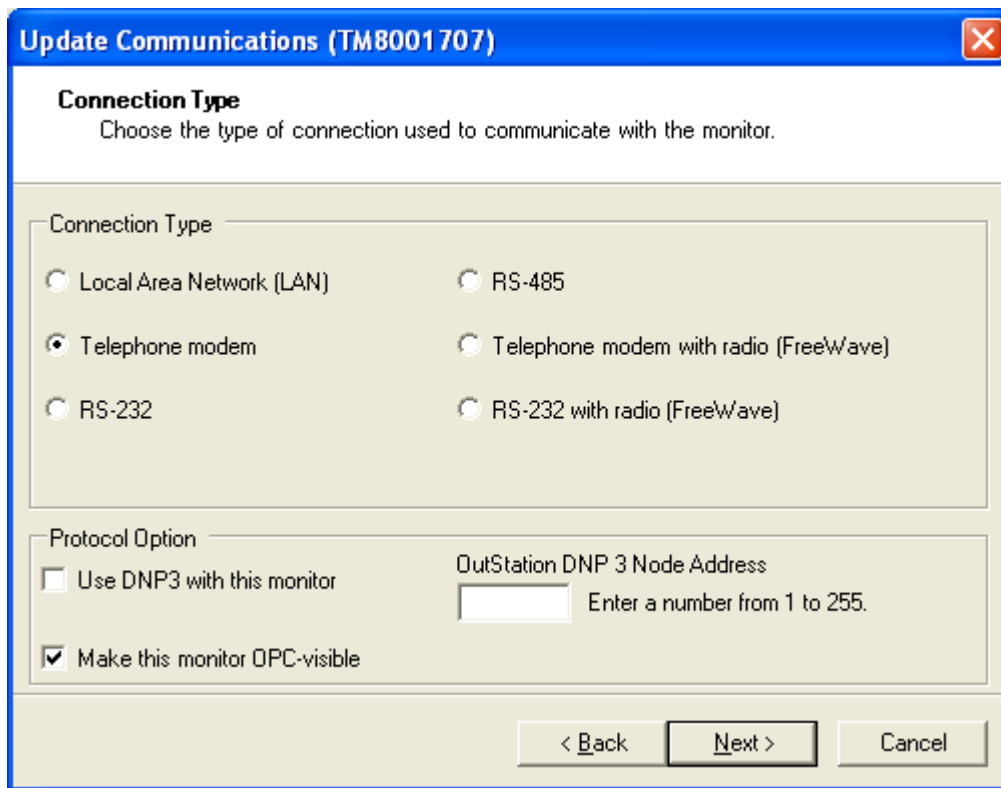 Update Communications (TM8001707)
Connection Type
Choose the type of connection used to communicate with the monitor.
Connection Type
Local Area Network (LAN)
RS-485
Telephone modem
Telephone modem with radio (FreeWave)
RS-232
RS-232 with radio (FreeWave)
Protocol Option
Use DNP3 with this monitor
OutStation DNP 3 Node Address
Enter a number from 1 to 255.
Make this monitor OPC-visible
< Back
Next >
Cancel